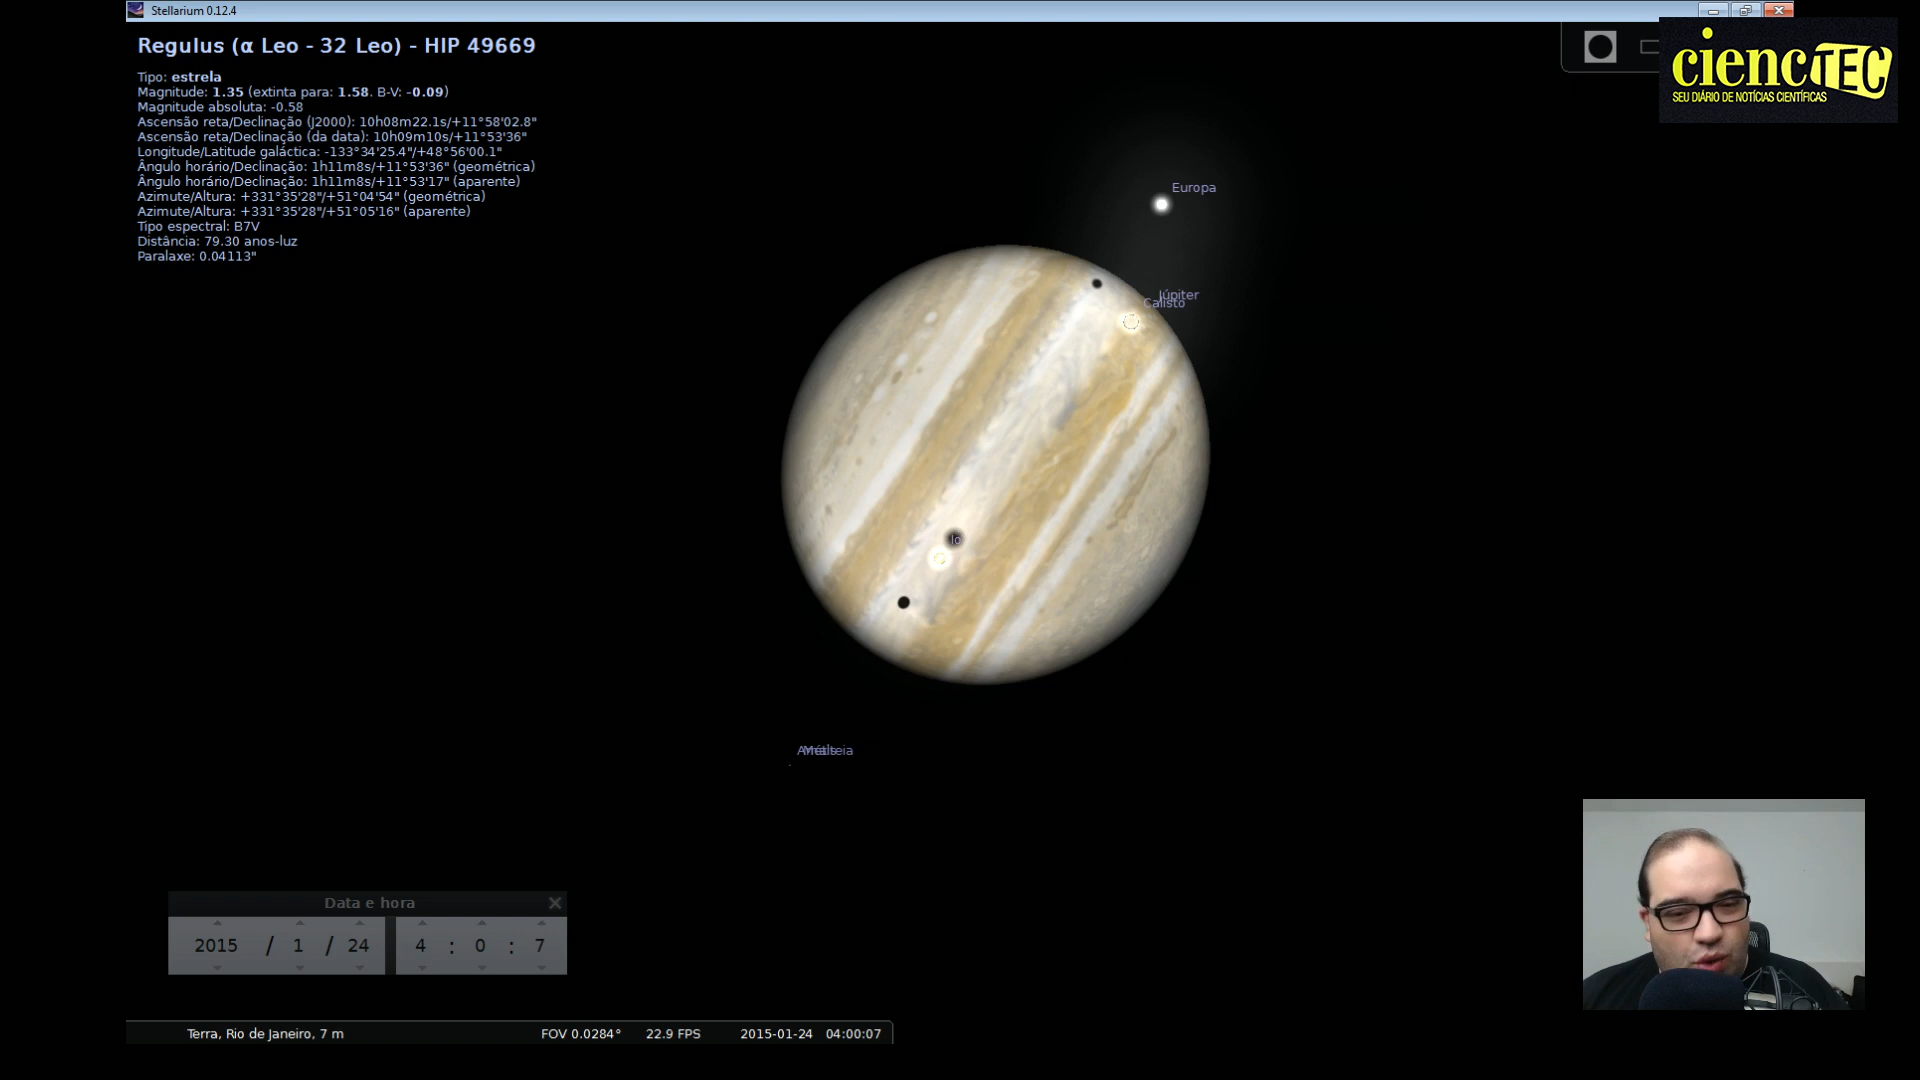 Stellarium 0.12.4
Regulus (α Leo - 32 Leo) - HIP 49669
Tipo: estrela
Magnitude: 1.35 (extinta para: 1.58. B-V: -0.09)
Magnitude absoluta: -0.58
Ascensão reta/Declinação (J2000): 10h08m22.1s/+11°58'02.8"
Ascensão reta/Declinação (da data): 10h09m10s/+11°53'36"
Longitude/Latitude galáctica: -133°34'25.4"/+48°56'00.1"
Ângulo horário/Declinação: 1h11m8s/+11°53'36" (geométrica)
Ângulo horário/Declinação: 1h11m8s/+11°53'17" (aparente)
Azimute/Altura: +331°35'28"/+51°04'54" (geométrica)
Azimute/Altura: +331°35'28"/+51°05'16" (aparente)
Tipo espectral: B7V
Distância: 79.30 anos-luz
Paralaxe: 0.04113"
ciencTEC
SEU DIÁRIO DE NOTÍCIAS CIENTÍFICAS
Europa
Júpiter
Calisto
Io
Data e hora
2015 / 1 / 24 4 : 0 : 7
Terra, Rio de Janeiro, 7 m FOV 0.0284° 22.9 FPS 2015-01-24 04:00:07